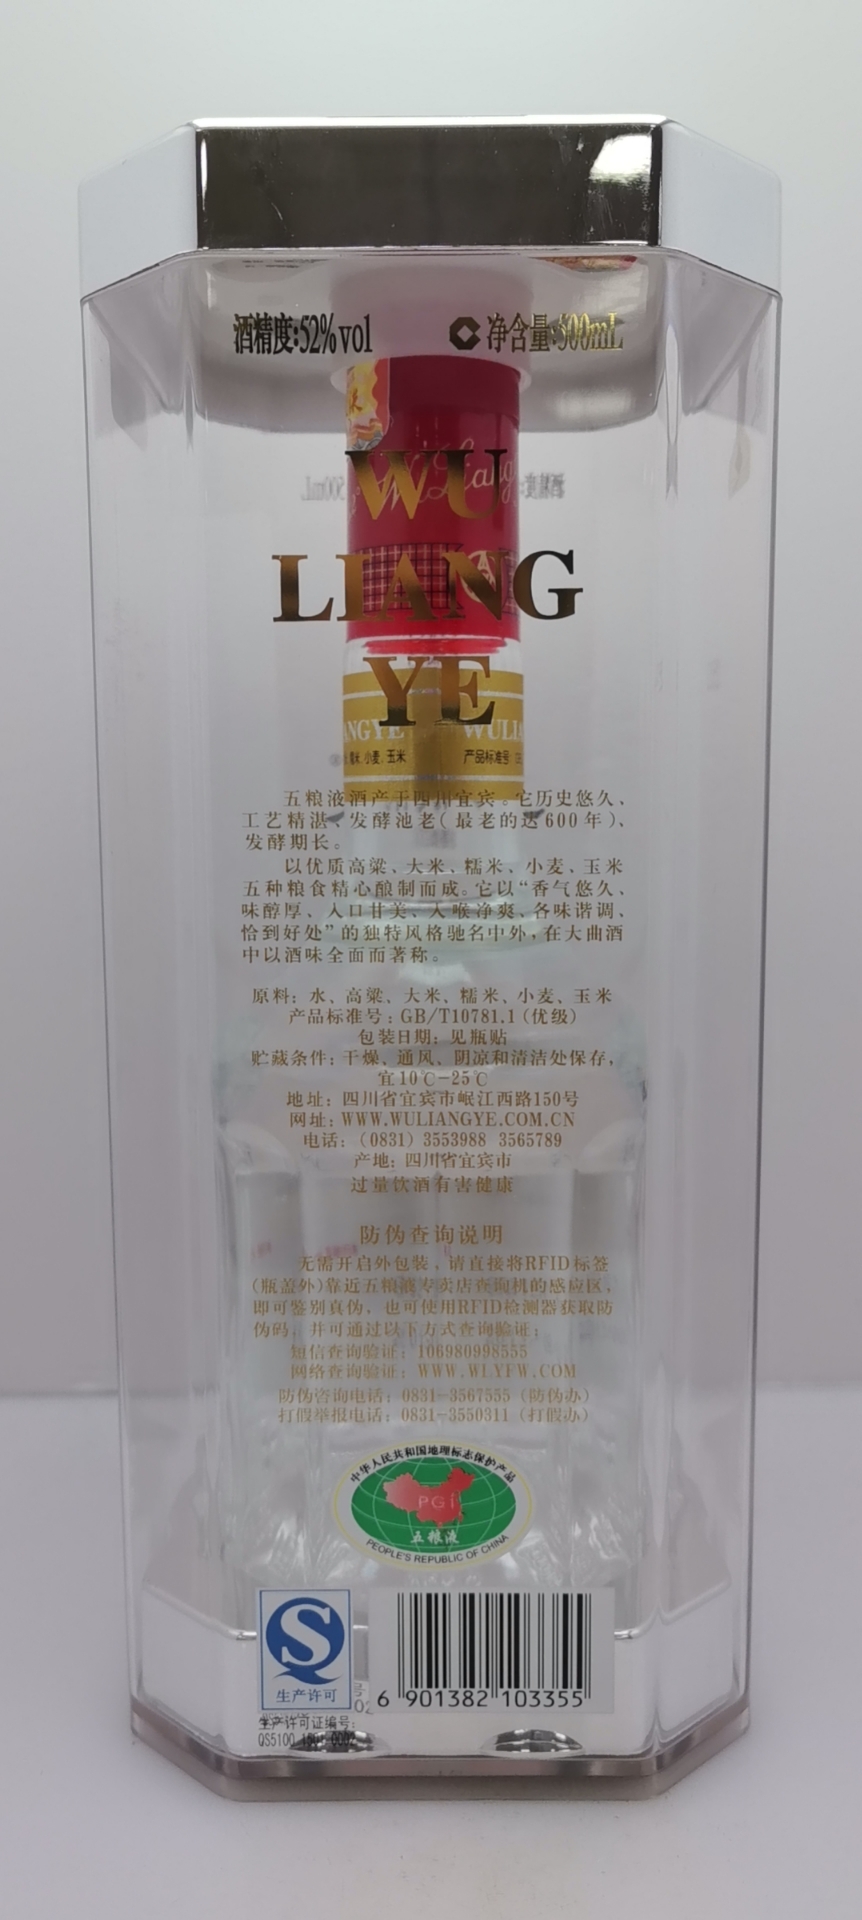 酒精度:52%vol
净含量:500mL
Wu Liang
WU
LIANG
YE
ANGYE WULIA
糯米、小麦、玉米 产品标准号
五粮液酒产于四川宜宾。它历史悠久、
工艺精湛、发酵池老(最老的达600年)、
发酵期长。
以优质高粱、大米、糯米、小麦、玉米
五种粮食精心酿制而成。它以“香气悠久、
味醇厚、入口甘美、入喉净爽、各味谐调、
恰到好处”的独特风格驰名中外,在大曲酒
中以酒味全面而著称。
原料: 水、高粱、大米、糯米、小麦、玉米
产品标准号: GB/T10781.1(优级)
包装日期: 见瓶贴
贮藏条件: 干燥、通风、阴凉和清洁处保存,
宜10℃-25℃
地址: 四川省宜宾市岷江西路150号
网址: WWW.WULIANGYE.COM.CN
电话: (0831) 3553988 3565789
产地: 四川省宜宾市
过量饮酒有害健康
防伪查询说明
无需开启外包装,请直接将RFID标签
(瓶盖外)靠近五粮液专卖店查询机的感应区,
即可鉴别真伪,也可使用RFID检测器获取防
伪码,并可通过以下方式查询验证:
短信查询验证: 106980998555
网络查询验证: WWW.WLYFW.COM
防伪咨询电话: 0831-3567555 (防伪办)
打假举报电话: 0831-3550311 (打假办)
中华人民共和国地理标志保护产品
PGI
五粮液
PEOPLE'S REPUBLIC OF CHINA
S
生产许可
生产许可证编号:
QS5100 1501 0002
6 901382 103355